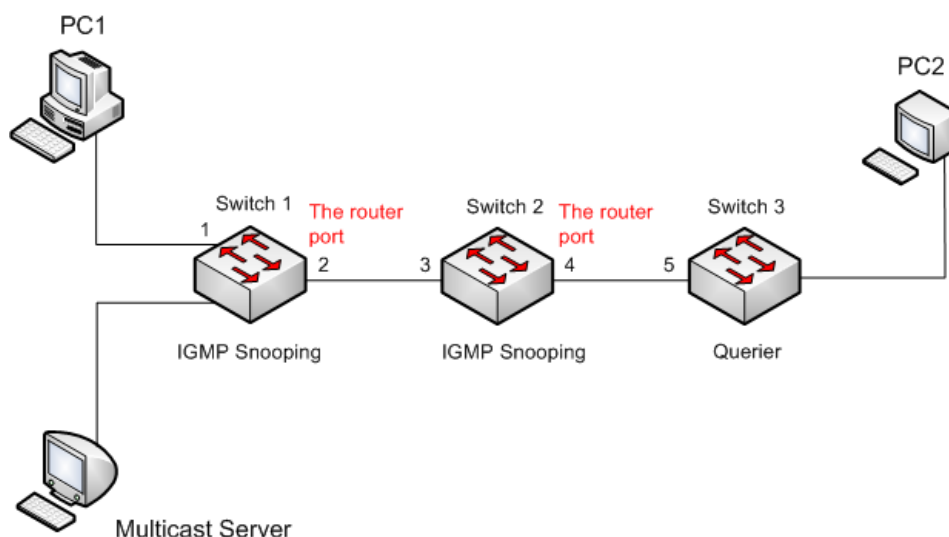 PC1
PC2
Switch 1
The router
port
Switch 2
The router
port
Switch 3
1
2
3
4
5
IGMP Snooping
IGMP Snooping
Querier
Multicast Server